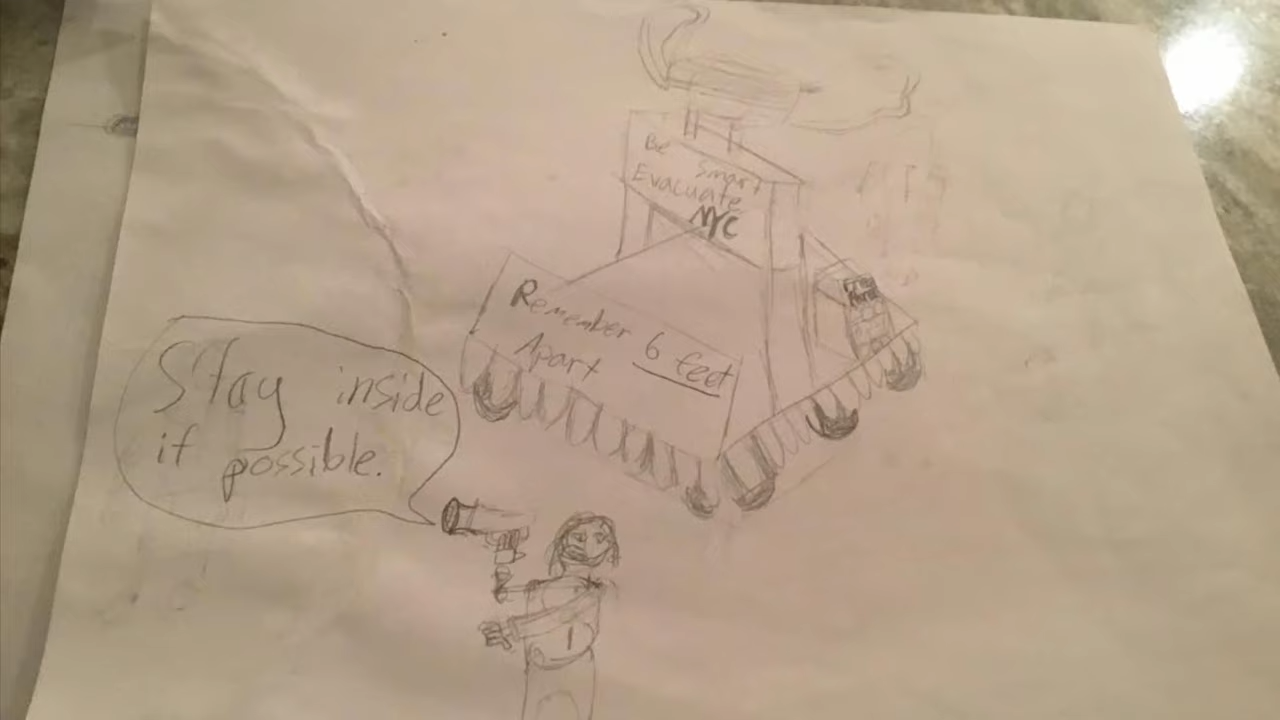 Be Smart
Evacuate
NYC
Remember 6 feet
Apart
Stay inside
if possible.